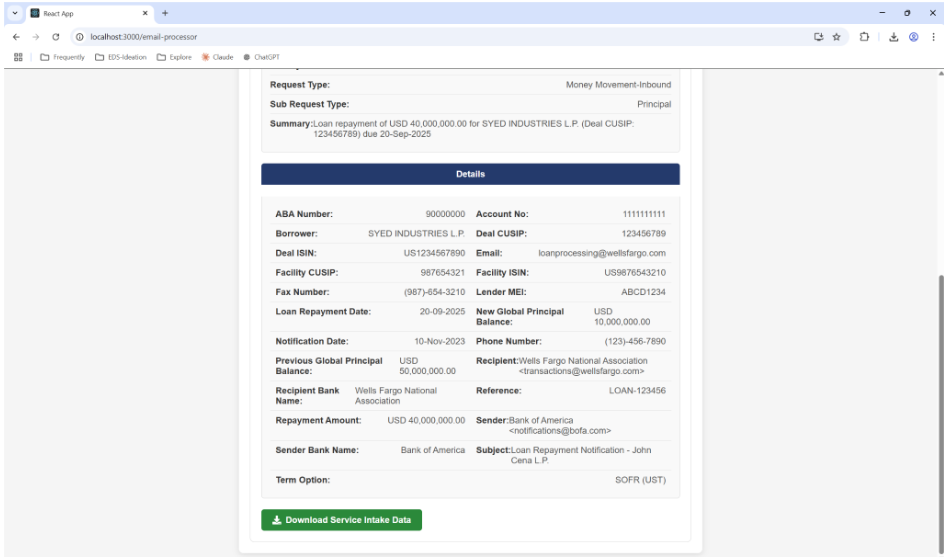 React App
localhost:3000/email-processor
Frequently EDS-Ideation Explore Claude ChatGPT
Request Type: Money Movement-Inbound
Sub Request Type: Principal
Summary:Loan repayment of USD 40,000,000.00 for SYED INDUSTRIES L.P. (Deal CUSIP:
123456789) due 20-Sep-2025
Details
ABA Number: 90000000 Account No: 1111111111
Borrower: SYED INDUSTRIES L.P. Deal CUSIP: 123456789
Deal ISIN: US1234567890 Email: loanprocessing@wellsfargo.com
Facility CUSIP: 987654321 Facility ISIN: US9876543210
Fax Number: (987)-654-3210 Lender MEI: ABCD1234
Loan Repayment Date: 20-09-2025 New Global Principal USD
Balance: 10,000,000.00
Notification Date: 10-Nov-2023 Phone Number: (123)-456-7890
Previous Global Principal USD Recipient:Wells Fargo National Association
Balance: 50,000,000.00 <transactions@wellsfargo.com>
Recipient Bank Wells Fargo National Reference: LOAN-123456
Name: Association
Repayment Amount: USD 40,000,000.00 Sender:Bank of America
<notifications@bofa.com>
Sender Bank Name: Bank of America Subject:Loan Repayment Notification - John
Cena L.P.
Term Option: SOFR (UST)
Download Service Intake Data